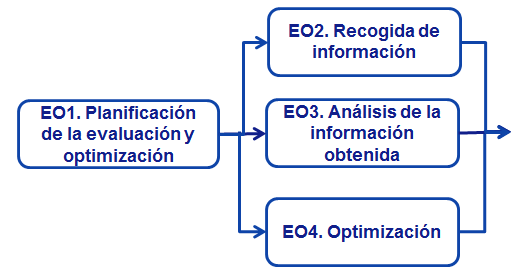 EO1. Planificación
de la evaluación y
optimización
EO2. Recogida de
información
EO3. Análisis de la
información
obtenida
EO4. Optimización